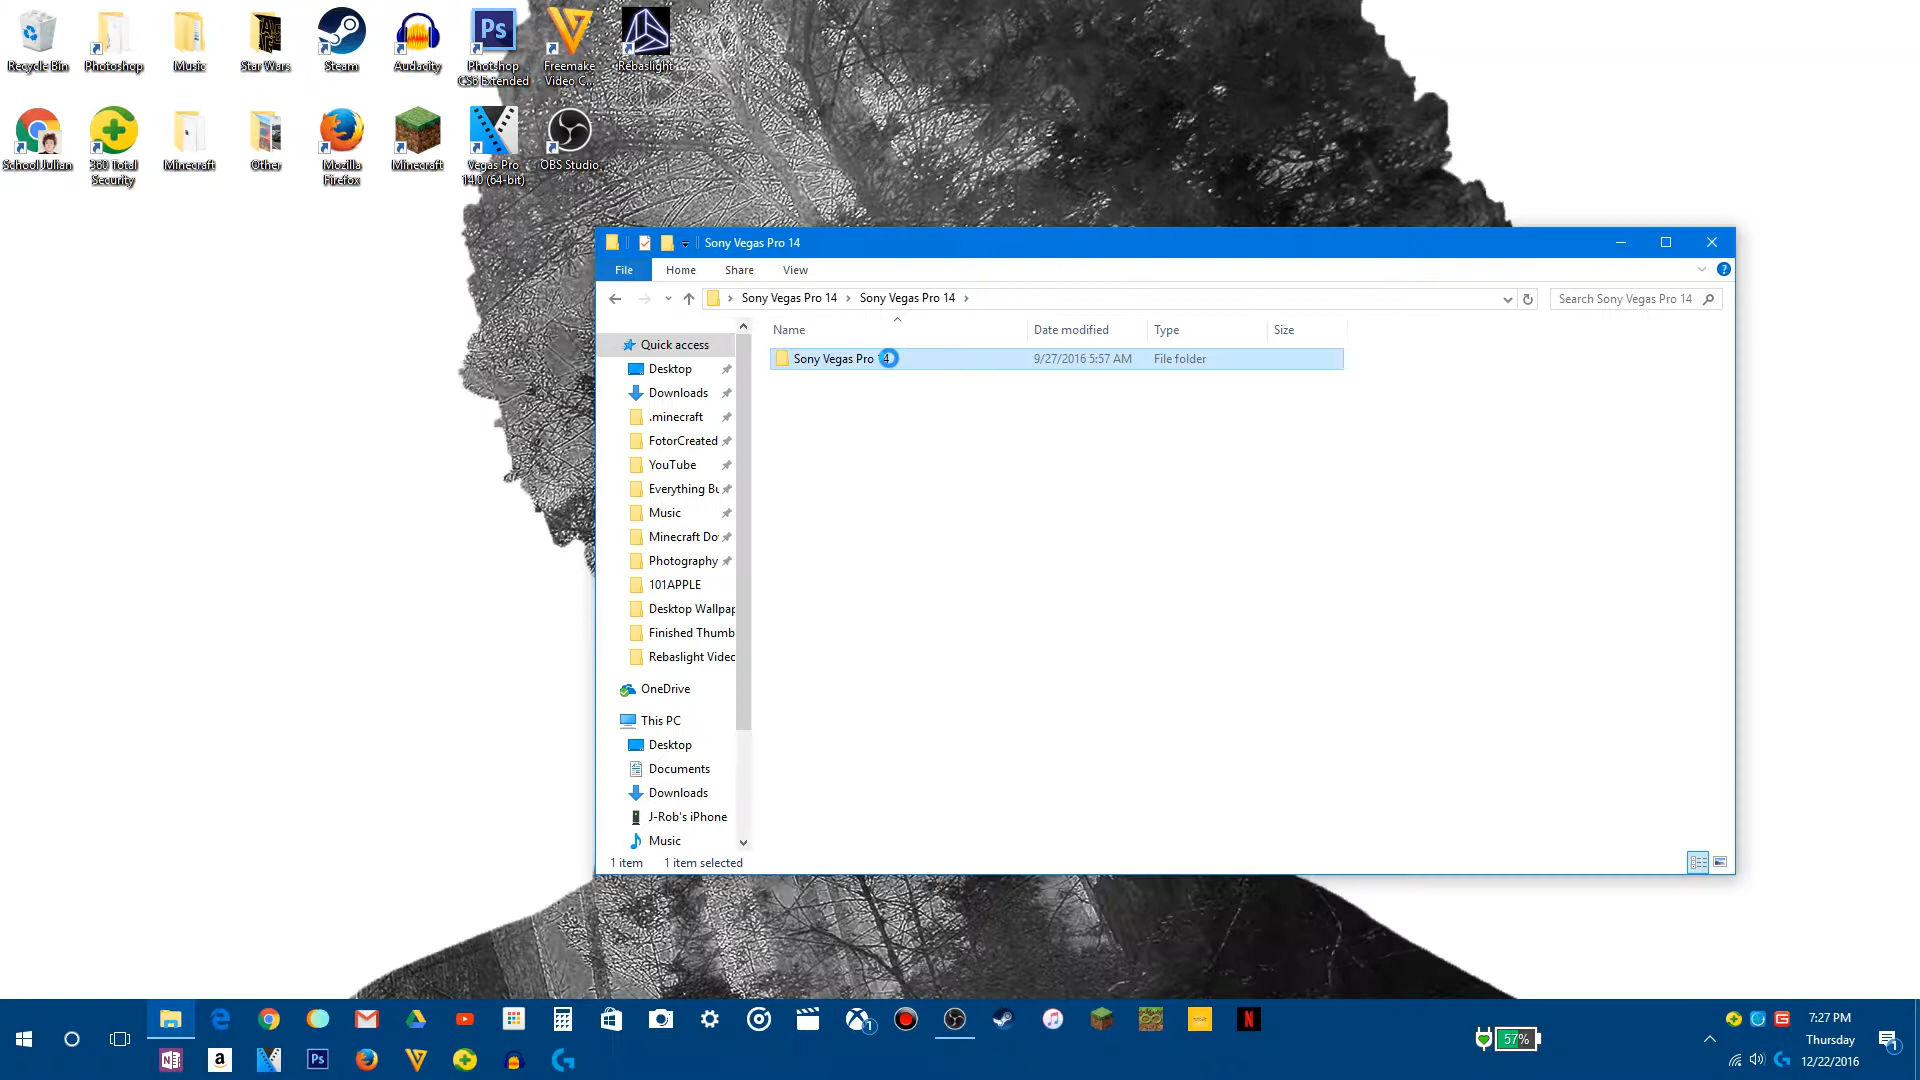 Recycle Bin
Photoshop
Music
Star Wars
Steam
Audacity
Photshop
CS6 Extended
Freemake
Video C...
Rebaslight
School Julian
360 Total
Security
Minecraft
Other
Mozilla
Firefox
Minecraft
Vegas Pro
14.0 (64-bit)
OBS Studio
Sony Vegas Pro 14
File
Home
Share
View
Sony Vegas Pro 14
Sony Vegas Pro 14
Search Sony Vegas Pro 14
Name
Date modified
Type
Size
Sony Vegas Pro 14
9/27/2016 5:57 AM
File folder
Quick access
Desktop
Downloads
.minecraft
FotorCreated
YouTube
Everything Bu
Music
Minecraft Do
Photography
101APPLE
Desktop Wallpap
Finished Thumb
Rebaslight Videc
OneDrive
This PC
Desktop
Documents
Downloads
J-Rob's iPhone
Music
1 item
1 item selected
57%
7:27 PM
Thursday
12/22/2016